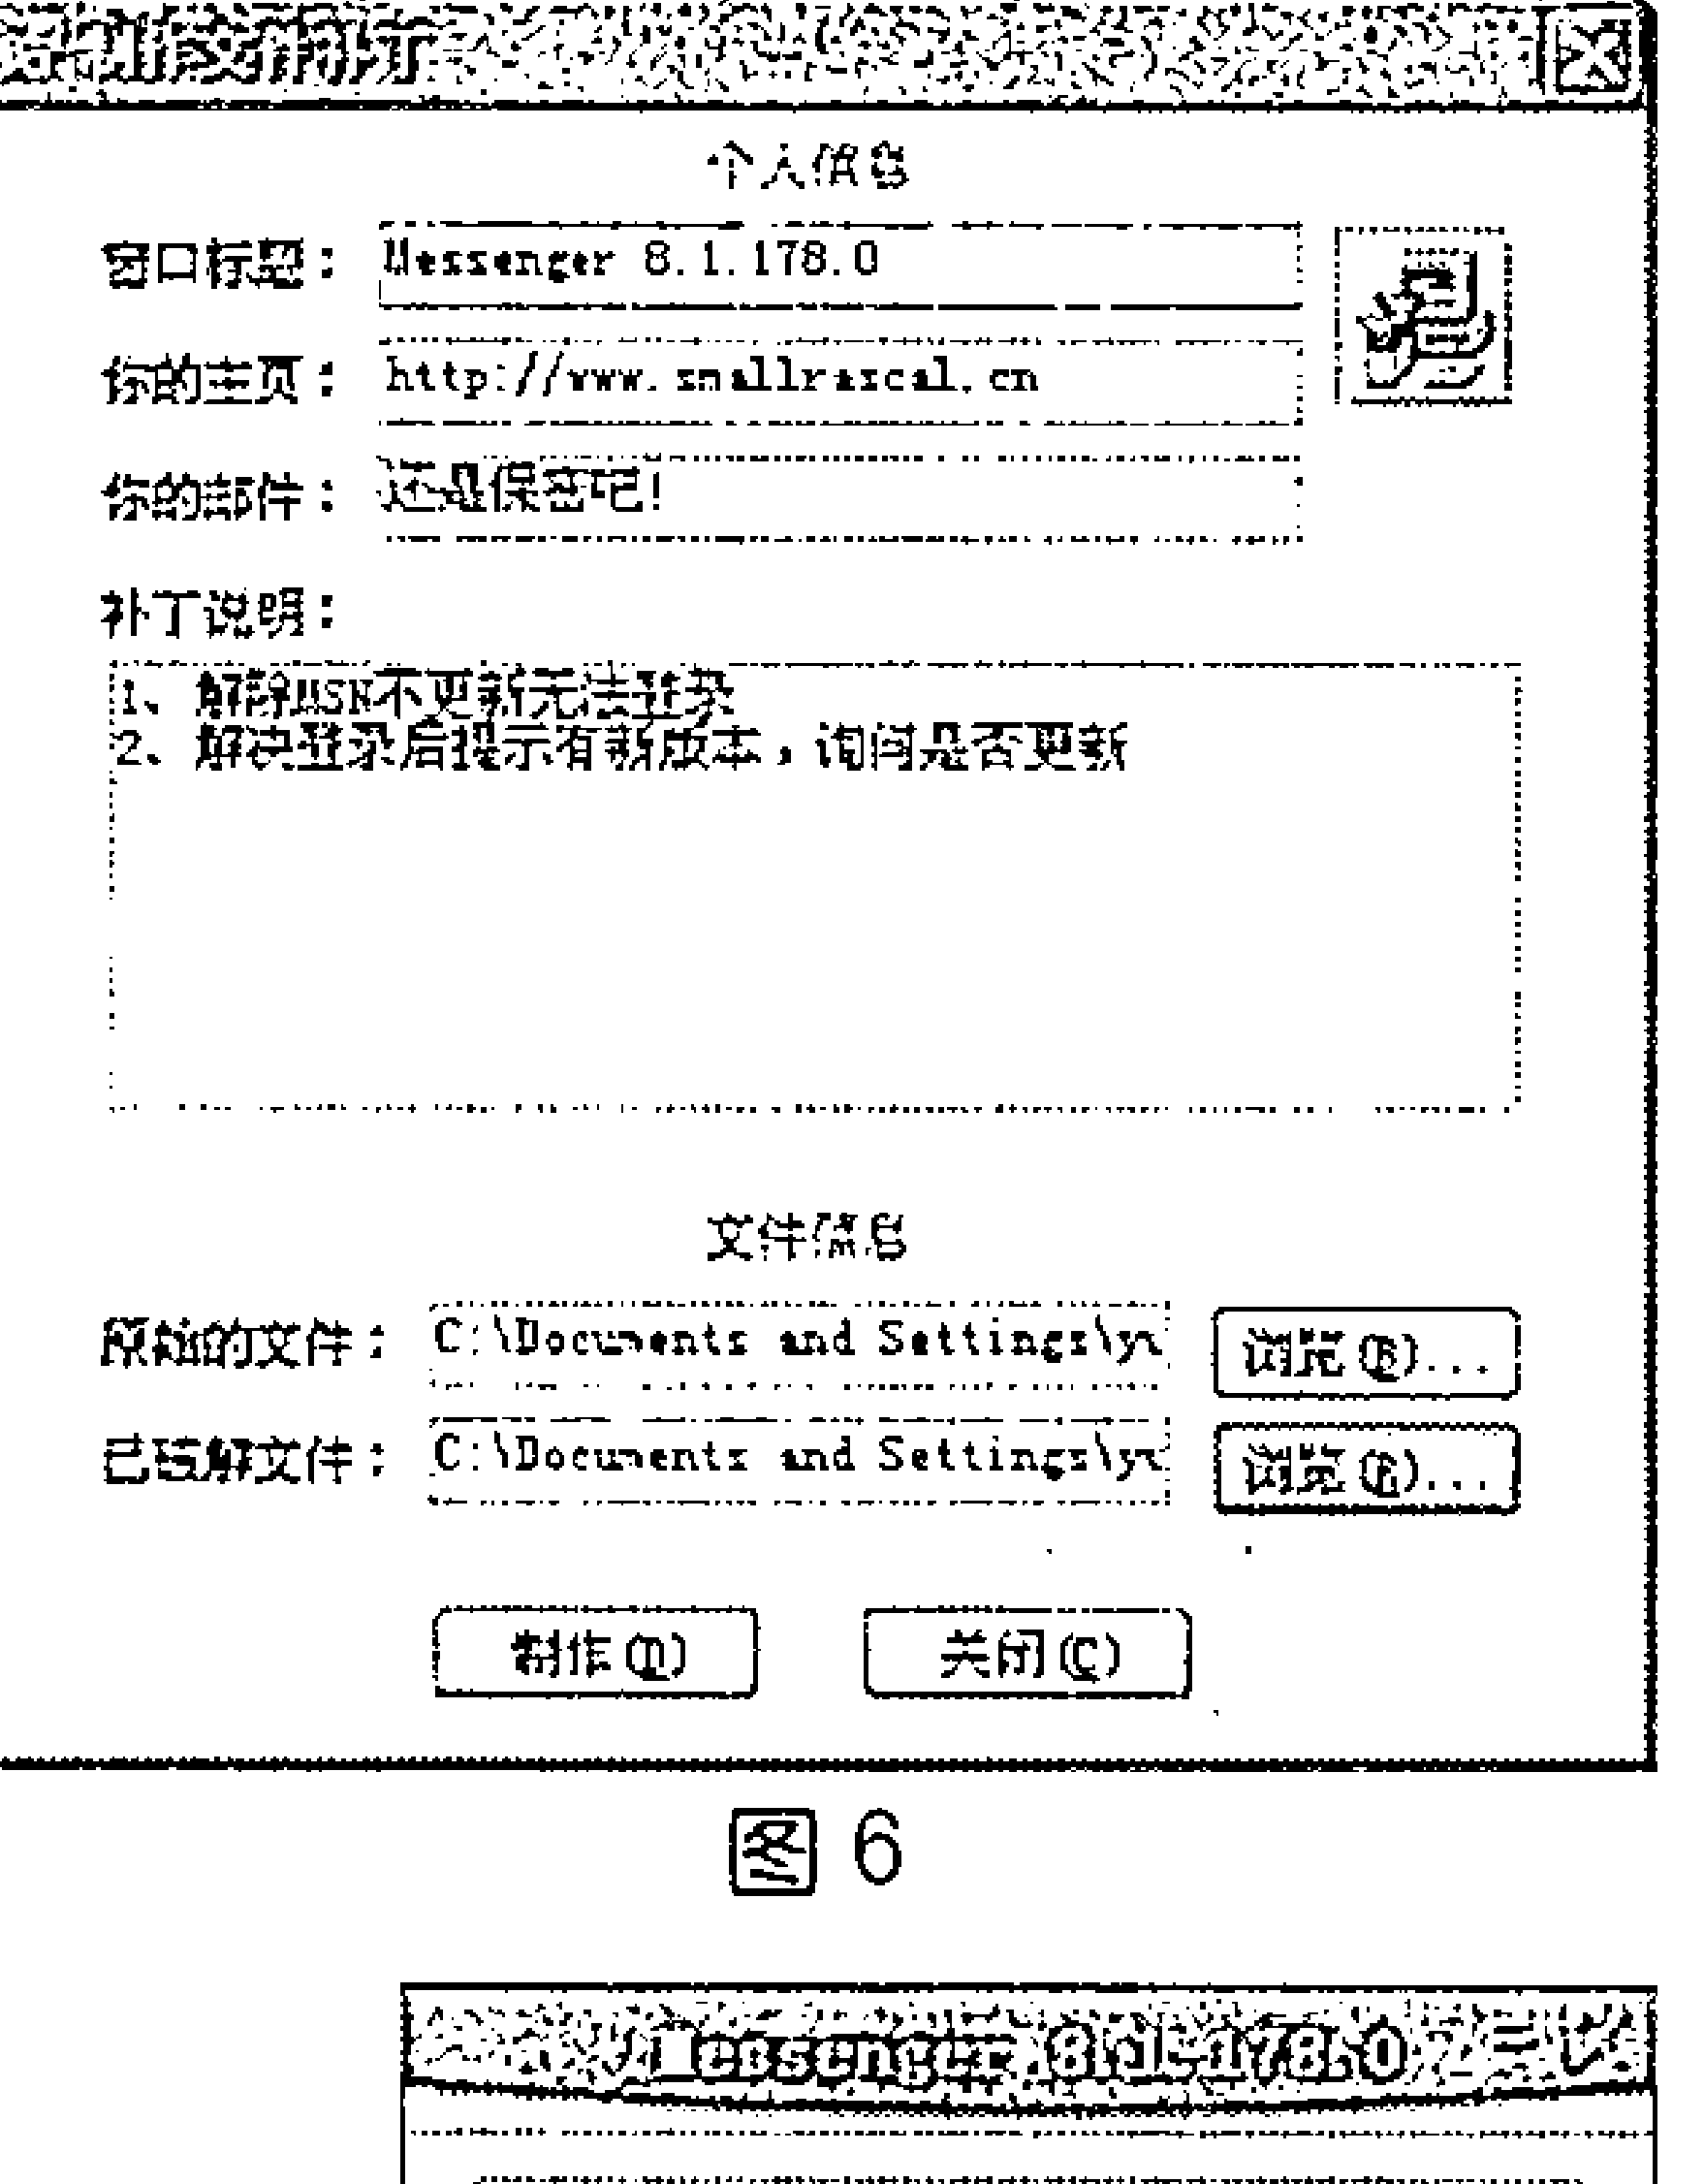 个人信息
窗口标题： Messenger 8.1.178.0
你的主页： http://www.smallrascal.cn
你的邮件： 还是保密吧!
补丁说明：
1、解除MSN不更新无法登录
2、解决登录后提示有新版本，询问是否更新
文件信息
原始的文件： C:\Documents and Settings\yx 浏览(B)...
已破解文件： C:\Documents and Settings\yx 浏览(R)...
制作(D) 关闭(C)
图 6
Messenger 8.1.178.0